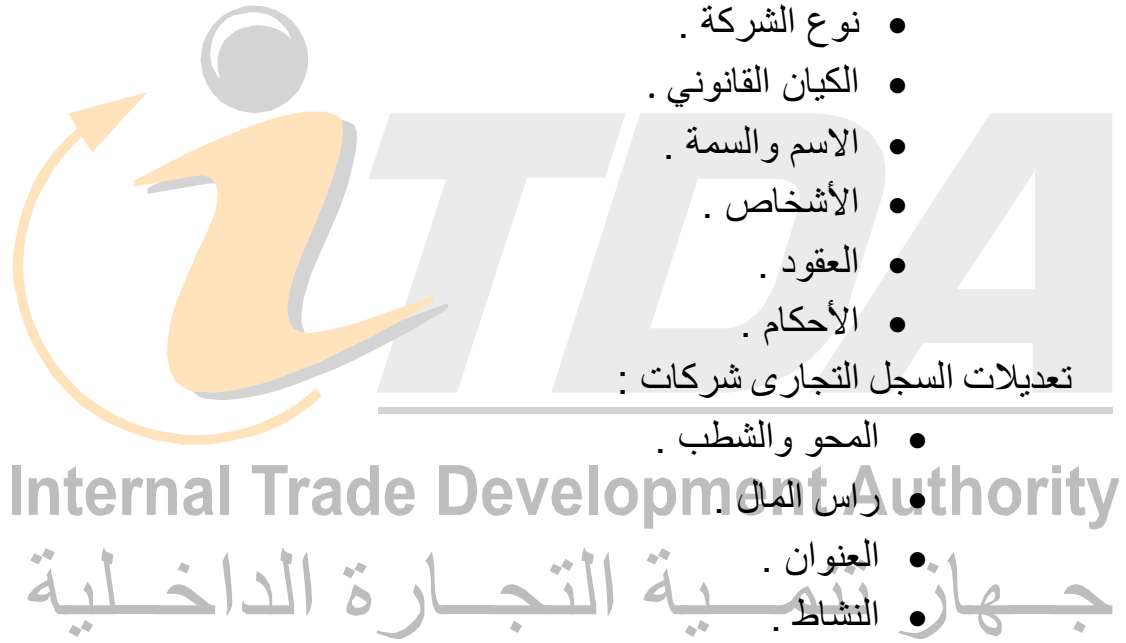 • نوع الشركة .
• الكيان القانوني .
• الاسم والسمة .
• الأشخاص .
• العقود .
• الأحكام .
تعديلات السجل التجارى شركات :
• المحو والشطب .
• راس المال .
• العنوان .
• النشاط .
iTDA
Internal Trade Development Authority
جهاز تنمية التجارة الداخلية